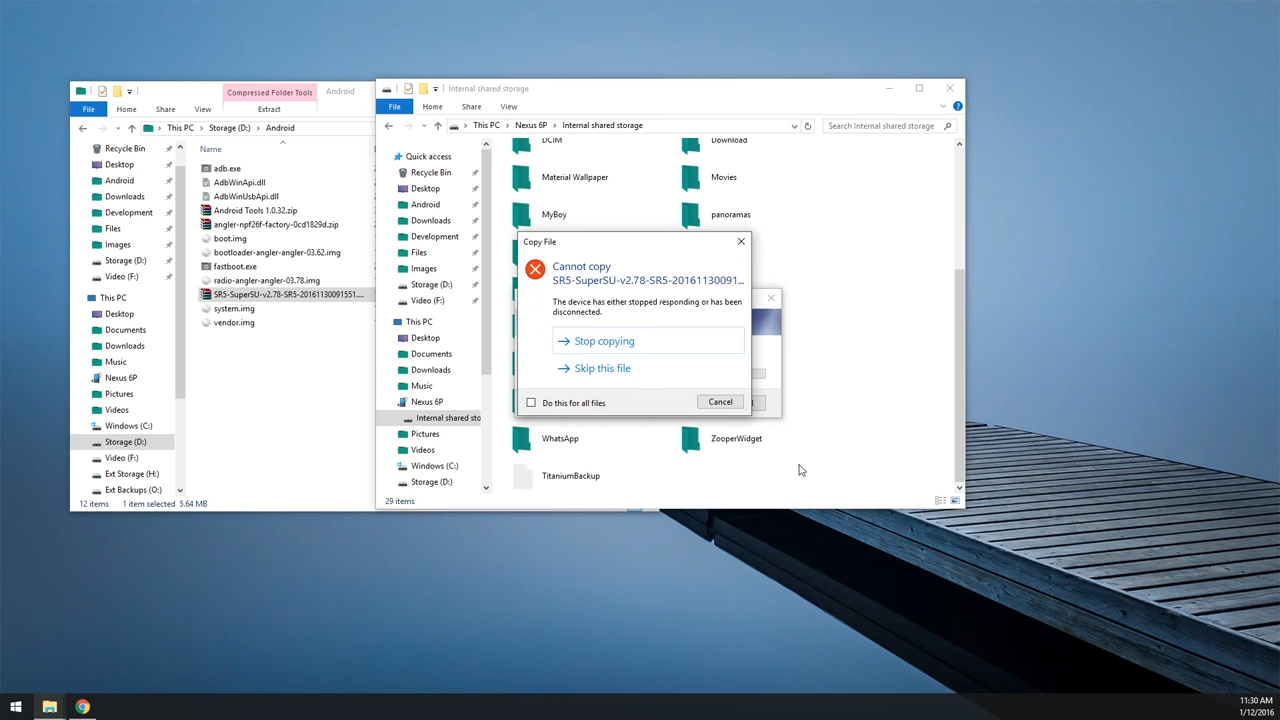 Compressed Folder Tools
Android
File
Home
Share
View
Extract
This PC
Storage (D:)
Android
Recycle Bin
Desktop
Android
Downloads
Development
Files
Images
Storage (D:)
Video (F:)
This PC
Desktop
Documents
Downloads
Music
Nexus 6P
Pictures
Videos
Windows (C:)
Storage (D:)
Video (F:)
Ext Storage (H:)
Ext Backups (O:)
Name
adb.exe
AdbWinApi.dll
AdbWinUsbApi.dll
Android Tools 1.0.32.zip
angler-npf26f-factory-0cd1829d.zip
boot.img
bootloader-angler-angler-03.62.img
fastboot.exe
radio-angler-angler-03.78.img
SR5-SuperSU-v2.78-SR5-20161130091551....
system.img
vendor.img
12 items
1 item selected
5.64 MB
Internal shared storage
File
Home
Share
View
This PC
Nexus 6P
Internal shared storage
Search Internal shared storage
Quick access
Recycle Bin
Desktop
Android
Downloads
Development
Files
Images
Storage (D:)
Video (F:)
This PC
Desktop
Documents
Downloads
Music
Nexus 6P
Internal shared sto
Pictures
Videos
Windows (C:)
Storage (D:)
DCIM
Download
Material Wallpaper
Movies
MyBoy
panoramas
WhatsApp
ZooperWidget
TitaniumBackup
29 items
Copy File
Cannot copy
SR5-SuperSU-v2.78-SR5-20161130091...
The device has either stopped responding or has been
disconnected.
Stop copying
Skip this file
Do this for all files
Cancel
11:30 AM
1/12/2016